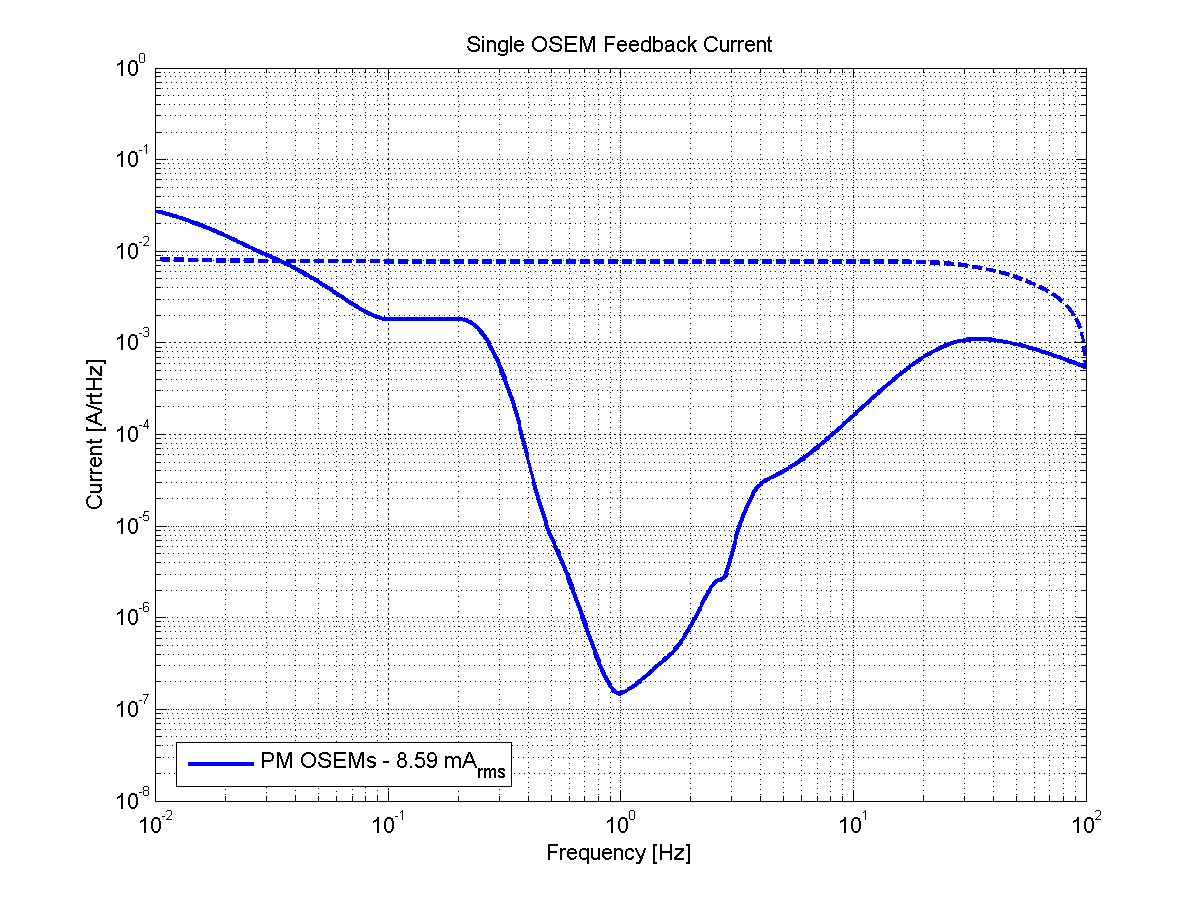 Single OSEM Feedback Current
10^0
10^-1
10^-2
10^-3
10^-4
10^-5
10^-6
10^-7
10^-8
Current [A/rtHz]
PM OSEMs - 8.59 mA_rms
10^-2 10^-1 10^0 10^1 10^2
Frequency [Hz]